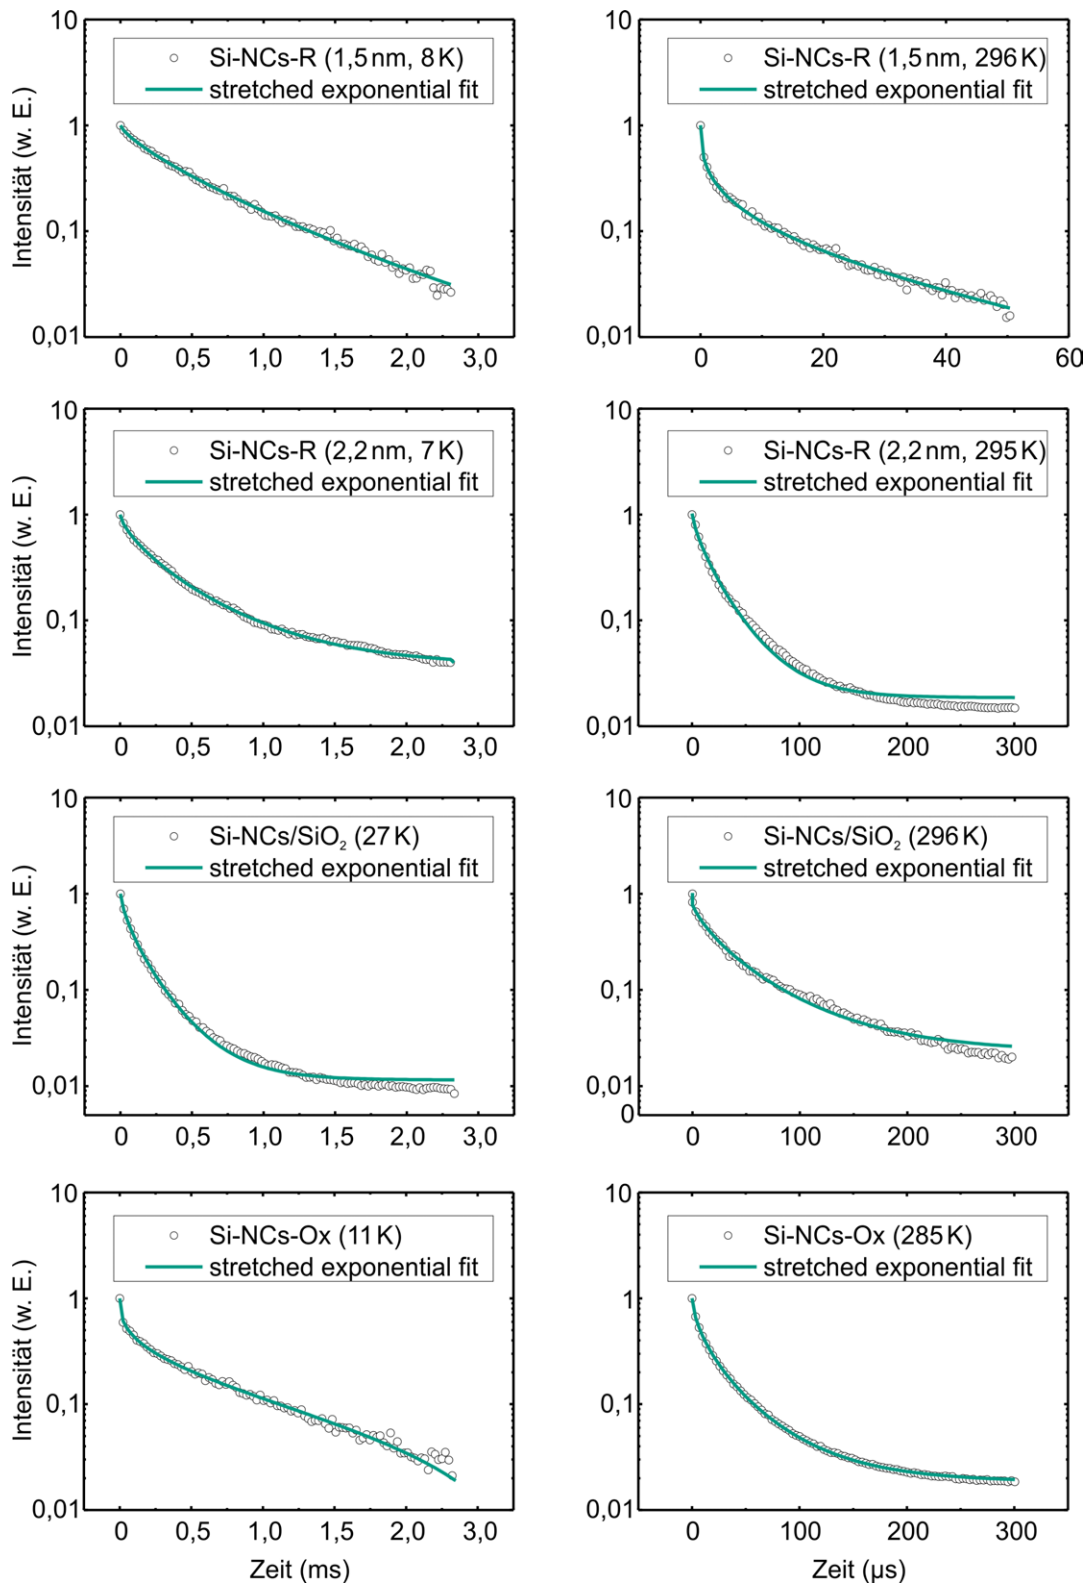 10
1
0,1
0,01
Intensität (w. E.)
Si-NCs-R (1,5 nm, 8 K)
stretched exponential fit
0 0,5 1,0 1,5 2,0 2,5 3,0
10
1
0,1
0,01
Si-NCs-R (1,5 nm, 296 K)
stretched exponential fit
0 20 40 60
10
1
0,1
0,01
Intensität (w. E.)
Si-NCs-R (2,2 nm, 7 K)
stretched exponential fit
0 0,5 1,0 1,5 2,0 2,5 3,0
10
1
0,1
0,01
Si-NCs-R (2,2 nm, 295 K)
stretched exponential fit
0 100 200 300
10
1
0,1
0,01
Intensität (w. E.)
Si-NCs/SiO₂ (27 K)
stretched exponential fit
0 0,5 1,0 1,5 2,0 2,5 3,0
10
1
0,1
0,01
0
Si-NCs/SiO₂ (296 K)
stretched exponential fit
0 100 200 300
10
1
0,1
0,01
Intensität (w. E.)
Si-NCs-Ox (11 K)
stretched exponential fit
0 0,5 1,0 1,5 2,0 2,5 3,0
Zeit (ms)
10
1
0,1
0,01
Si-NCs-Ox (285 K)
stretched exponential fit
0 100 200 300
Zeit (µs)